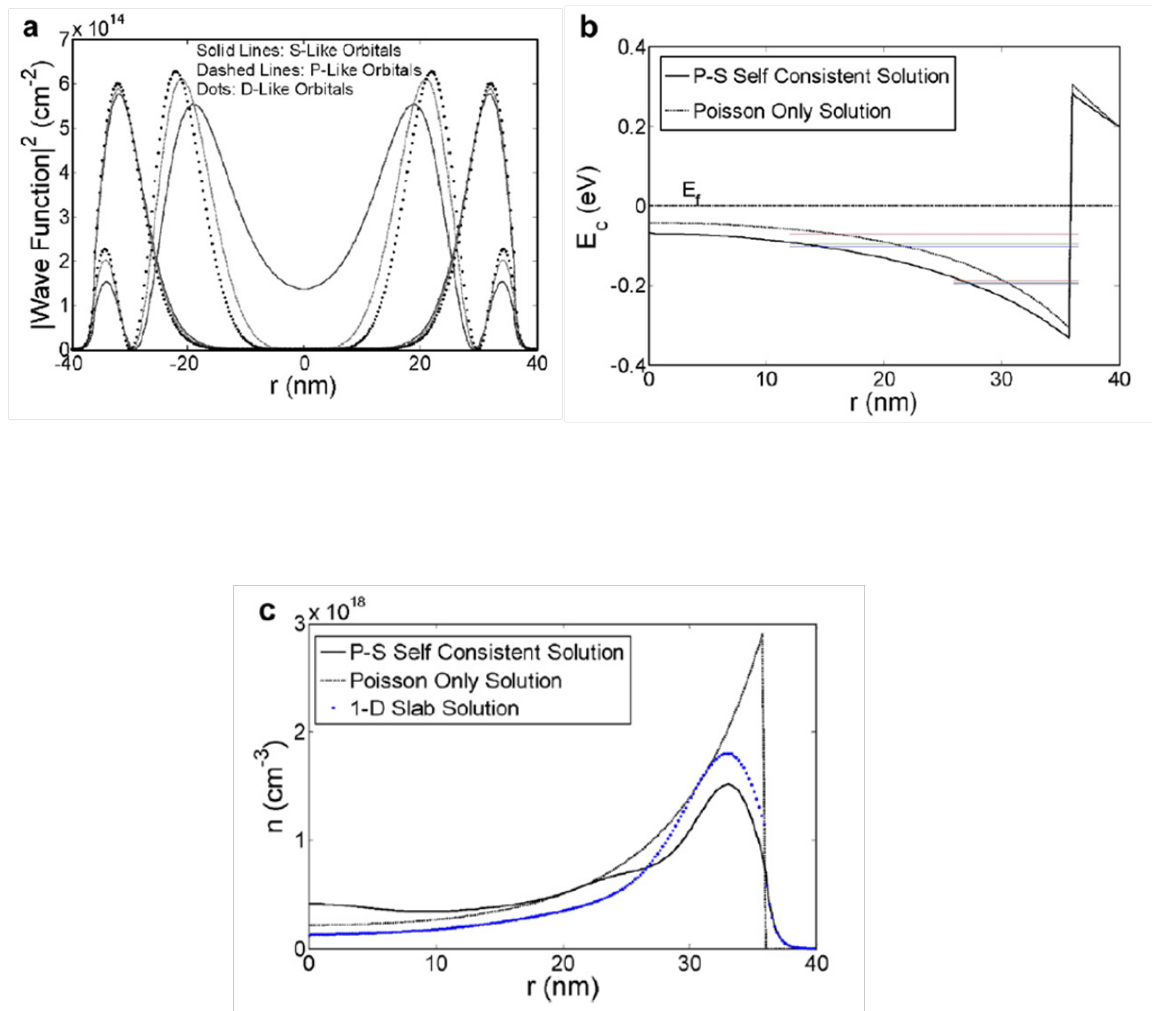 a
7 x 10^14
Solid Lines: S-Like Orbitals
Dashed Lines: P-Like Orbitals
Dots: D-Like Orbitals
|Wave Function|^2 (cm^-2)
6
5
4
3
2
1
0
-40 -20 0 20 40
r (nm)
b
0.4
P-S Self Consistent Solution
Poisson Only Solution
0.2
E_f
0
E_c (eV)
-0.2
-0.4
0 10 20 30 40
r (nm)
c
3 x 10^18
P-S Self Consistent Solution
Poisson Only Solution
1-D Slab Solution
2
n (cm^-3)
1
0
0 10 20 30 40
r (nm)